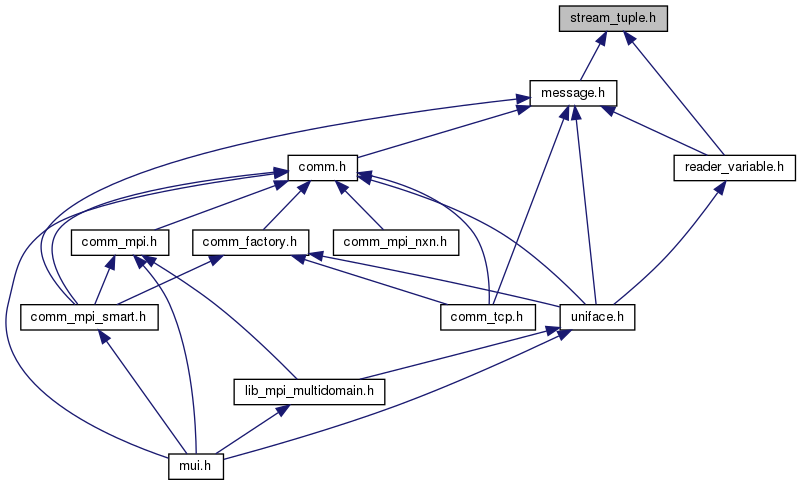 stream_tuple.h
message.h
comm.h
reader_variable.h
comm_mpi.h
comm_factory.h
comm_mpi_nxn.h
comm_mpi_smart.h
comm_tcp.h
uniface.h
lib_mpi_multidomain.h
mui.h